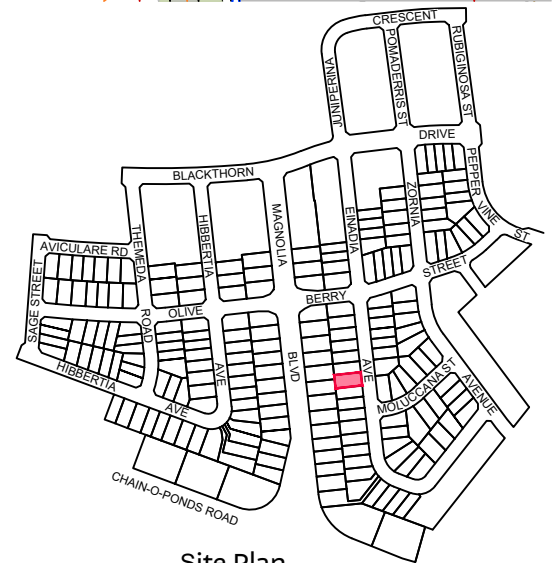 CRESCENT
JUNIPERINA
POMADERRIS ST
RUBIGINOSA ST
DRIVE
BLACKTHORN
PEPPER
VINE
ST
ZORNIA
EINADIA
MAGNOLIA
HIBBERTIA
THEMEDA
AVICULARE RD
SAGE STREET
STREET
BERRY
OLIVE
ROAD
AVE
BLVD
AVE
MOLUCCANA ST
AVENUE
HIBBERTIA
AVE
CHAIN-O-PONDS ROAD
Site Plan